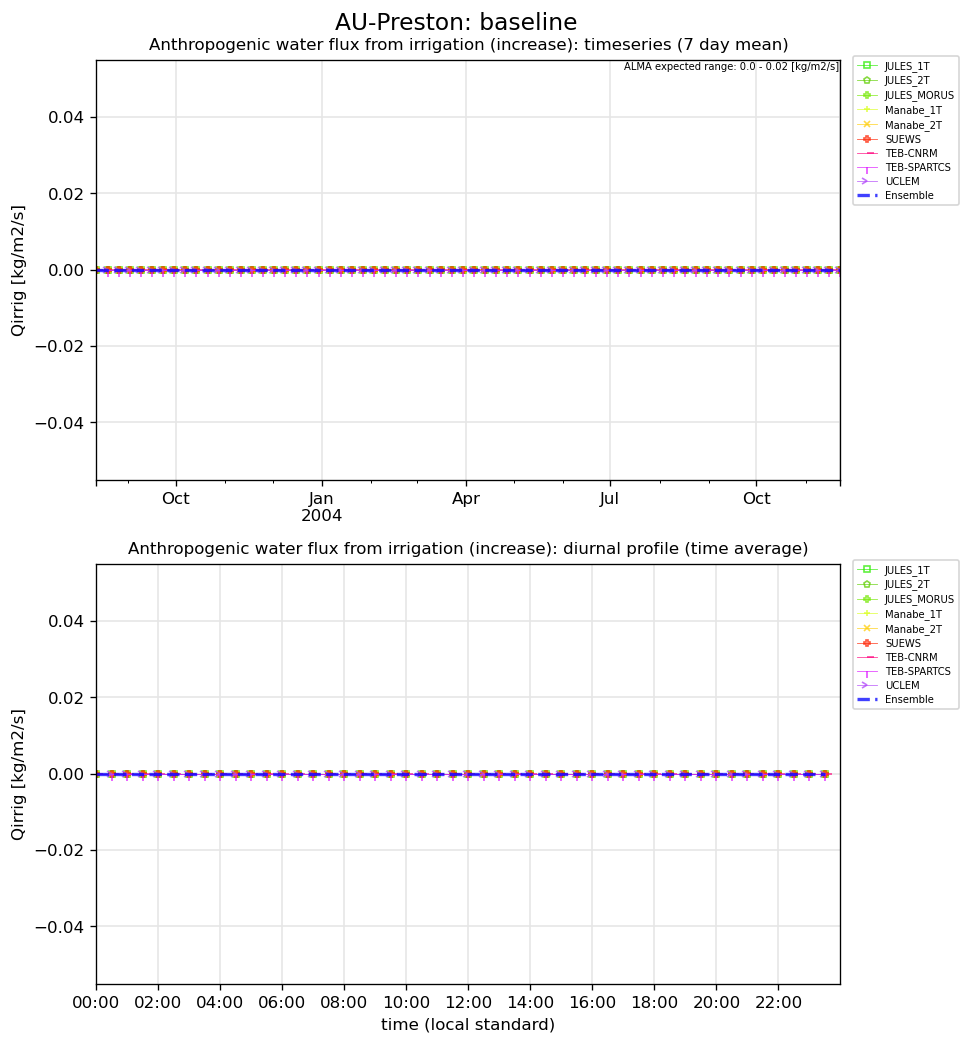 AU-Preston: baseline
Anthropogenic water flux from irrigation (increase): timeseries (7 day mean)
ALMA expected range: 0.0 - 0.02 [kg/m2/s]
JULES_1T
JULES_2T
JULES_MORUS
Manabe_1T
Manabe_2T
SUEWS
TEB-CNRM
TEB-SPARTCS
UCLEM
Ensemble
0.04
0.02
0.00
−0.02
−0.04
Qirrig [kg/m2/s]
Oct Jan Apr Jul Oct
2004
Anthropogenic water flux from irrigation (increase): diurnal profile (time average)
JULES_1T
JULES_2T
JULES_MORUS
Manabe_1T
Manabe_2T
SUEWS
TEB-CNRM
TEB-SPARTCS
UCLEM
Ensemble
0.04
0.02
0.00
−0.02
−0.04
Qirrig [kg/m2/s]
00:00 02:00 04:00 06:00 08:00 10:00 12:00 14:00 16:00 18:00 20:00 22:00
time (local standard)